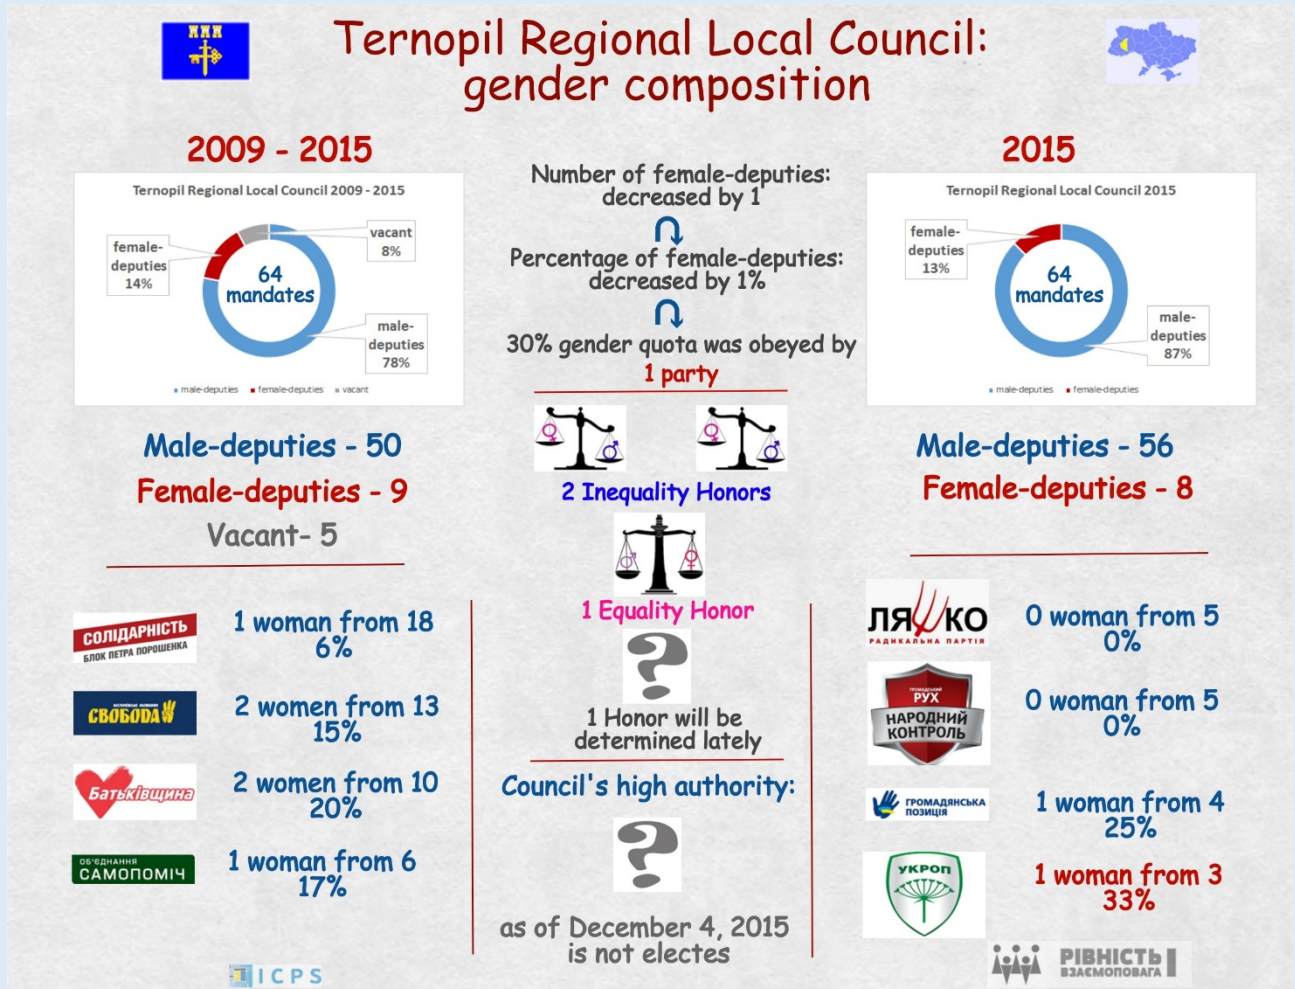 Ternopil Regional Local Council:
gender composition
2009 - 2015
Ternopil Regional Local Council 2009 - 2015
female-
deputies
14%
vacant
8%
64
mandates
male-
deputies
78%
male-deputies
female-deputies
vacant
Male-deputies - 50
Female-deputies - 9
Vacant- 5
СОЛІДАРНІСТЬ
БЛОК ПЕТРА ПОРОШЕНКА
1 woman from 18
6%
СВОБОДА
2 women from 13
15%
Батьківщина
2 women from 10
20%
ОБ'ЄДНАННЯ
САМОПОМІЧ
1 woman from 6
17%
ICPS
Number of female-deputies:
decreased by 1
Percentage of female-deputies:
decreased by 1%
30% gender quota was obeyed by
1 party
2 Inequality Honors
1 Equality Honor
?
1 Honor will be
determined lately
Council's high authority:
?
as of December 4, 2015
is not electes
2015
Ternopil Regional Local Council 2015
female-
deputies
13%
64
mandates
male-
deputies
87%
male-deputies
female-deputies
Male-deputies - 56
Female-deputies - 8
ЛЯШКО
РАДИКАЛЬНА ПАРТІЯ
0 woman from 5
0%
ГРОМАДСЬКИЙ
РУХ
НАРОДНИЙ
КОНТРОЛЬ
0 woman from 5
0%
ГРОМАДЯНСЬКА
ПОЗИЦІЯ
1 woman from 4
25%
УКРОП
1 woman from 3
33%
РІВНІСТЬ
ВЗАЄМОПОВАГА